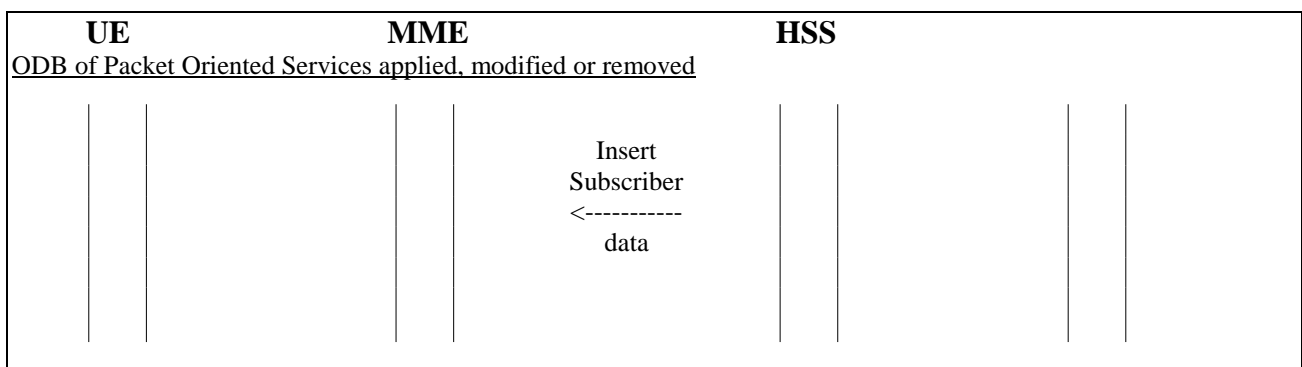 UE MME HSS
ODB of Packet Oriented Services applied, modified or removed
Insert
Subscriber
<-----------
data